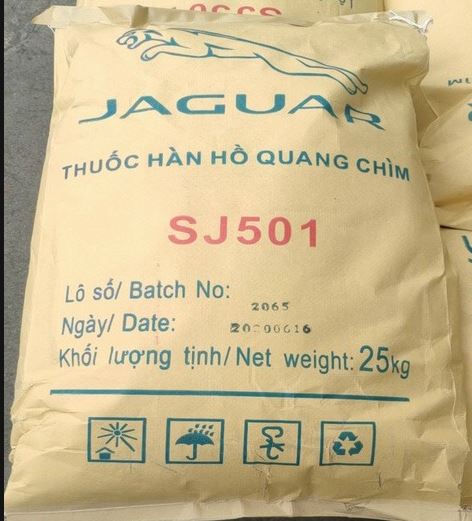 JAGUAR
THUỐC HÀN HỒ QUANG CHÌM
SJ501
Lô số/ Batch No: 2065
Ngày/ Date: 20200616
Khối lượng tịnh/ Net weight: 25kg